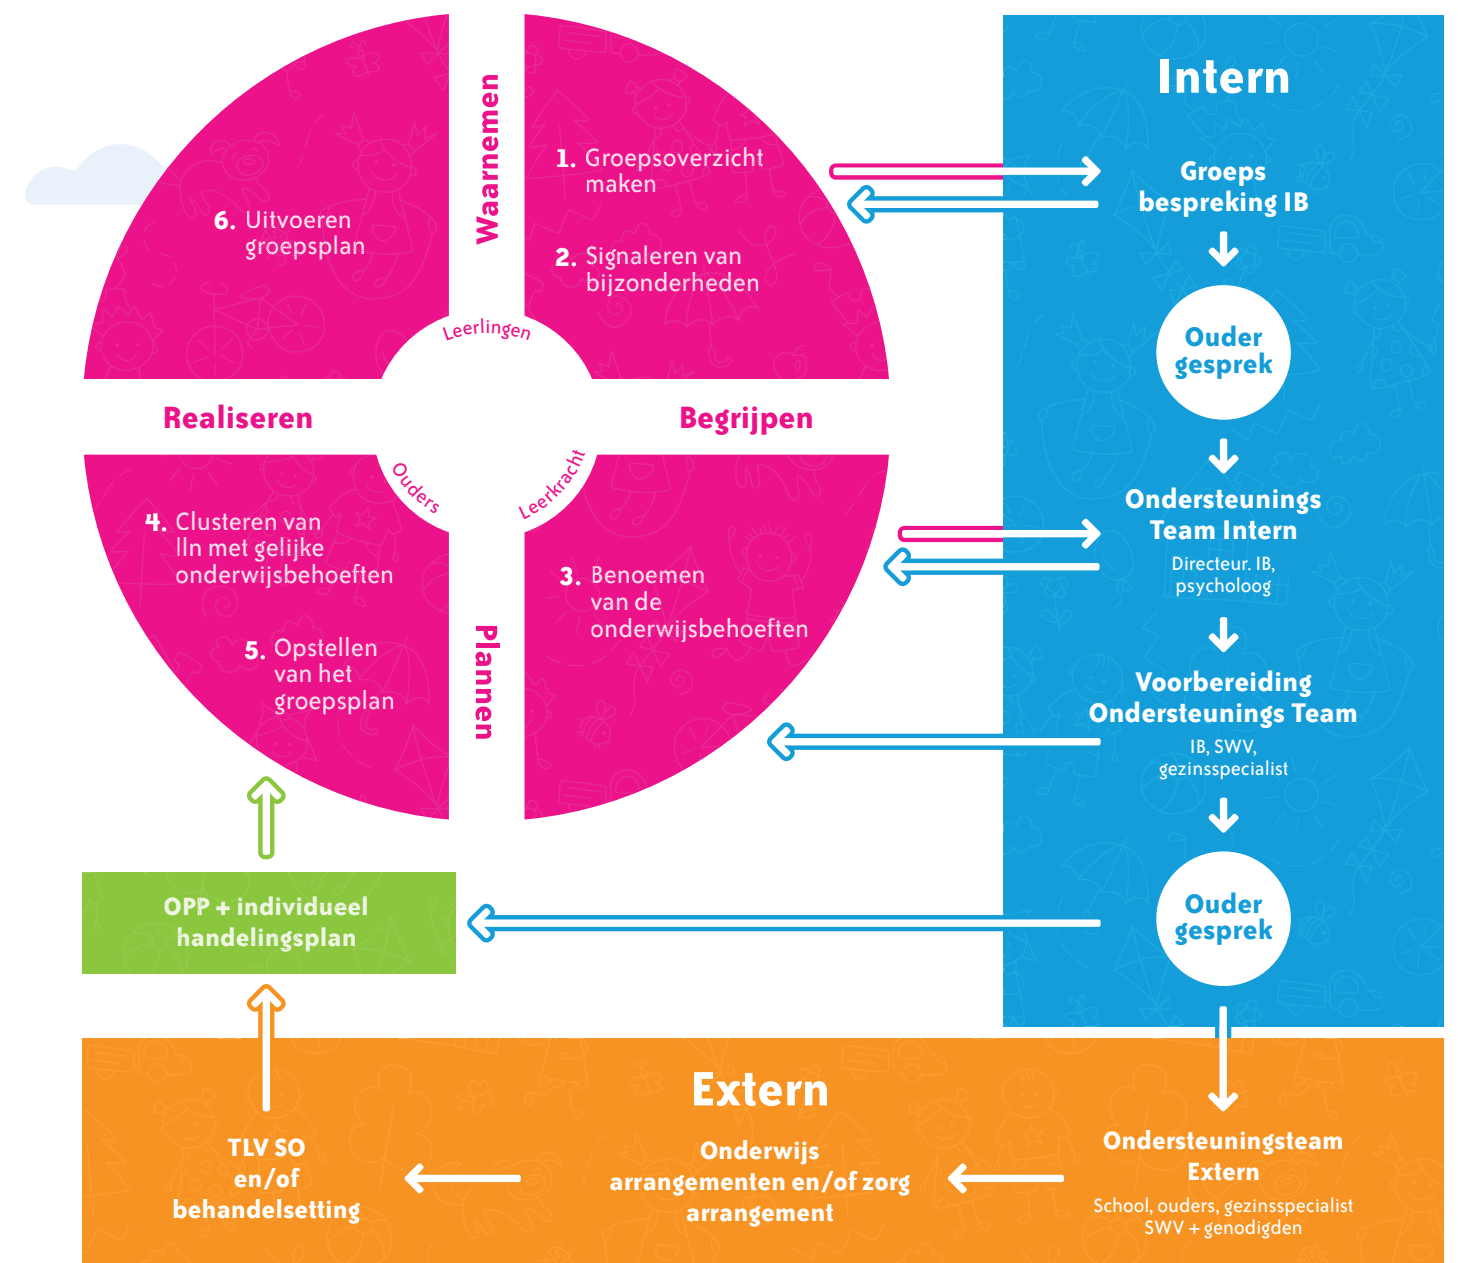 Waarnemen
1. Groepsoverzicht
maken
2. Signaleren van
bijzonderheden
6. Uitvoeren
groepsplan
Leerlingen
Realiseren
Begrijpen
Ouders
Leerkracht
4. Clusteren van
lln met gelijke
onderwijsbehoeften
5. Opstellen
van het
groepsplan
3. Benoemen
van de
onderwijsbehoeften
Plannen
OPP + individueel
handelingsplan
Intern
Groeps
bespreking IB
Ouder
gesprek
Ondersteunings
Team Intern
Directeur. IB,
psycholoog
Voorbereiding
Ondersteunings Team
IB, SWV,
gezinsspecialist
Ouder
gesprek
Extern
Ondersteuningsteam
Extern
School, ouders, gezinsspecialist
SWV + genodigden
Onderwijs
arrangementen en/of zorg
arrangement
TLV SO
en/of
behandelsetting